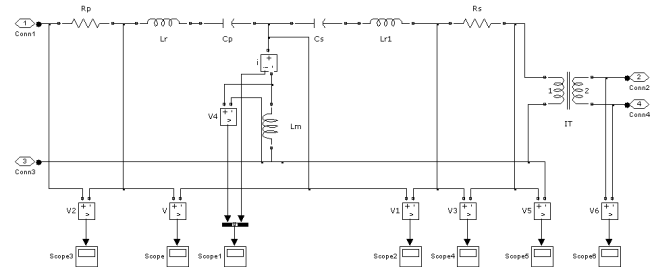 Rp
Rs
1
Conn1
Lr
Cp
Cs
Lr1
i
1
2
2
Conn2
4
Conn4
IT
V4
Lm
3
Conn3
V2
V
V1
V3
V5
V6
Scope3
Scope
Scope1
Scope2
Scope4
Scope5
Scope6